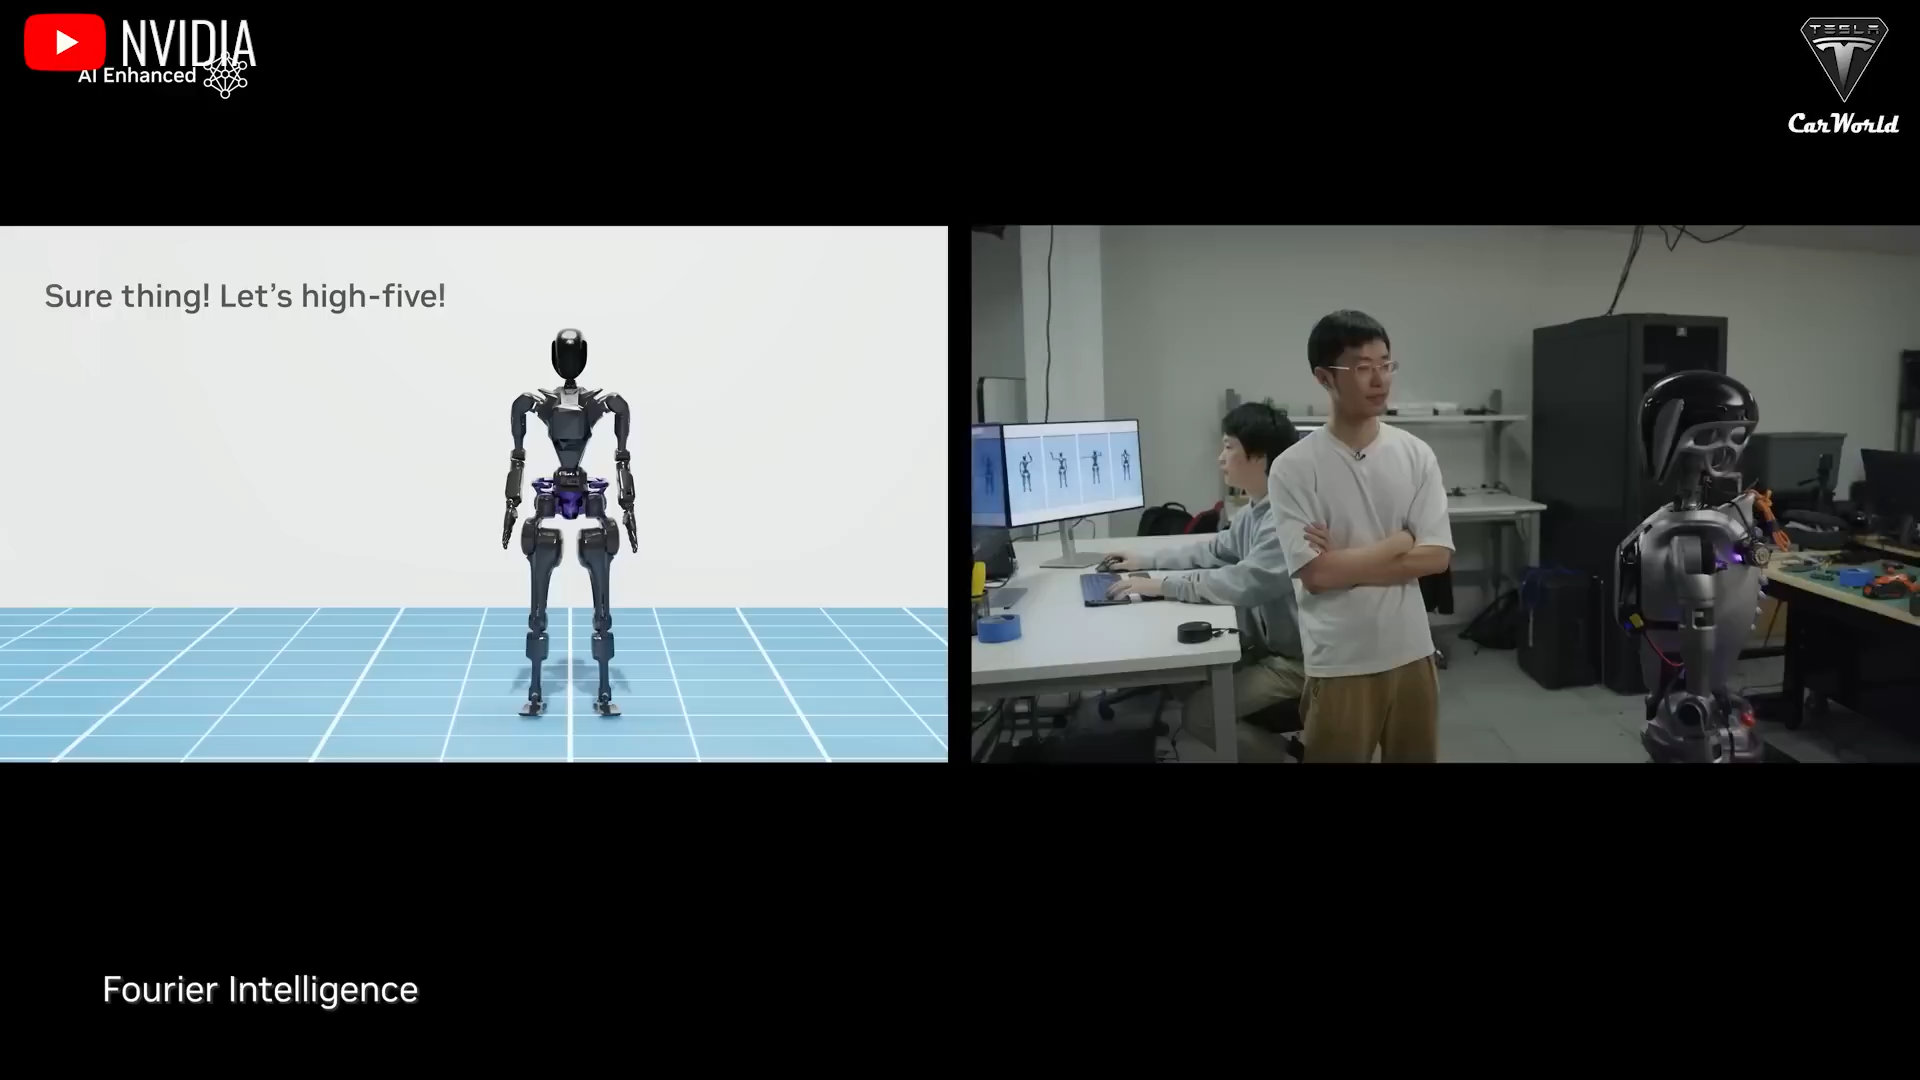 NVIDIA
AI Enhanced
TESLA
CarWorld
Sure thing! Let's high-five!
Fourier Intelligence